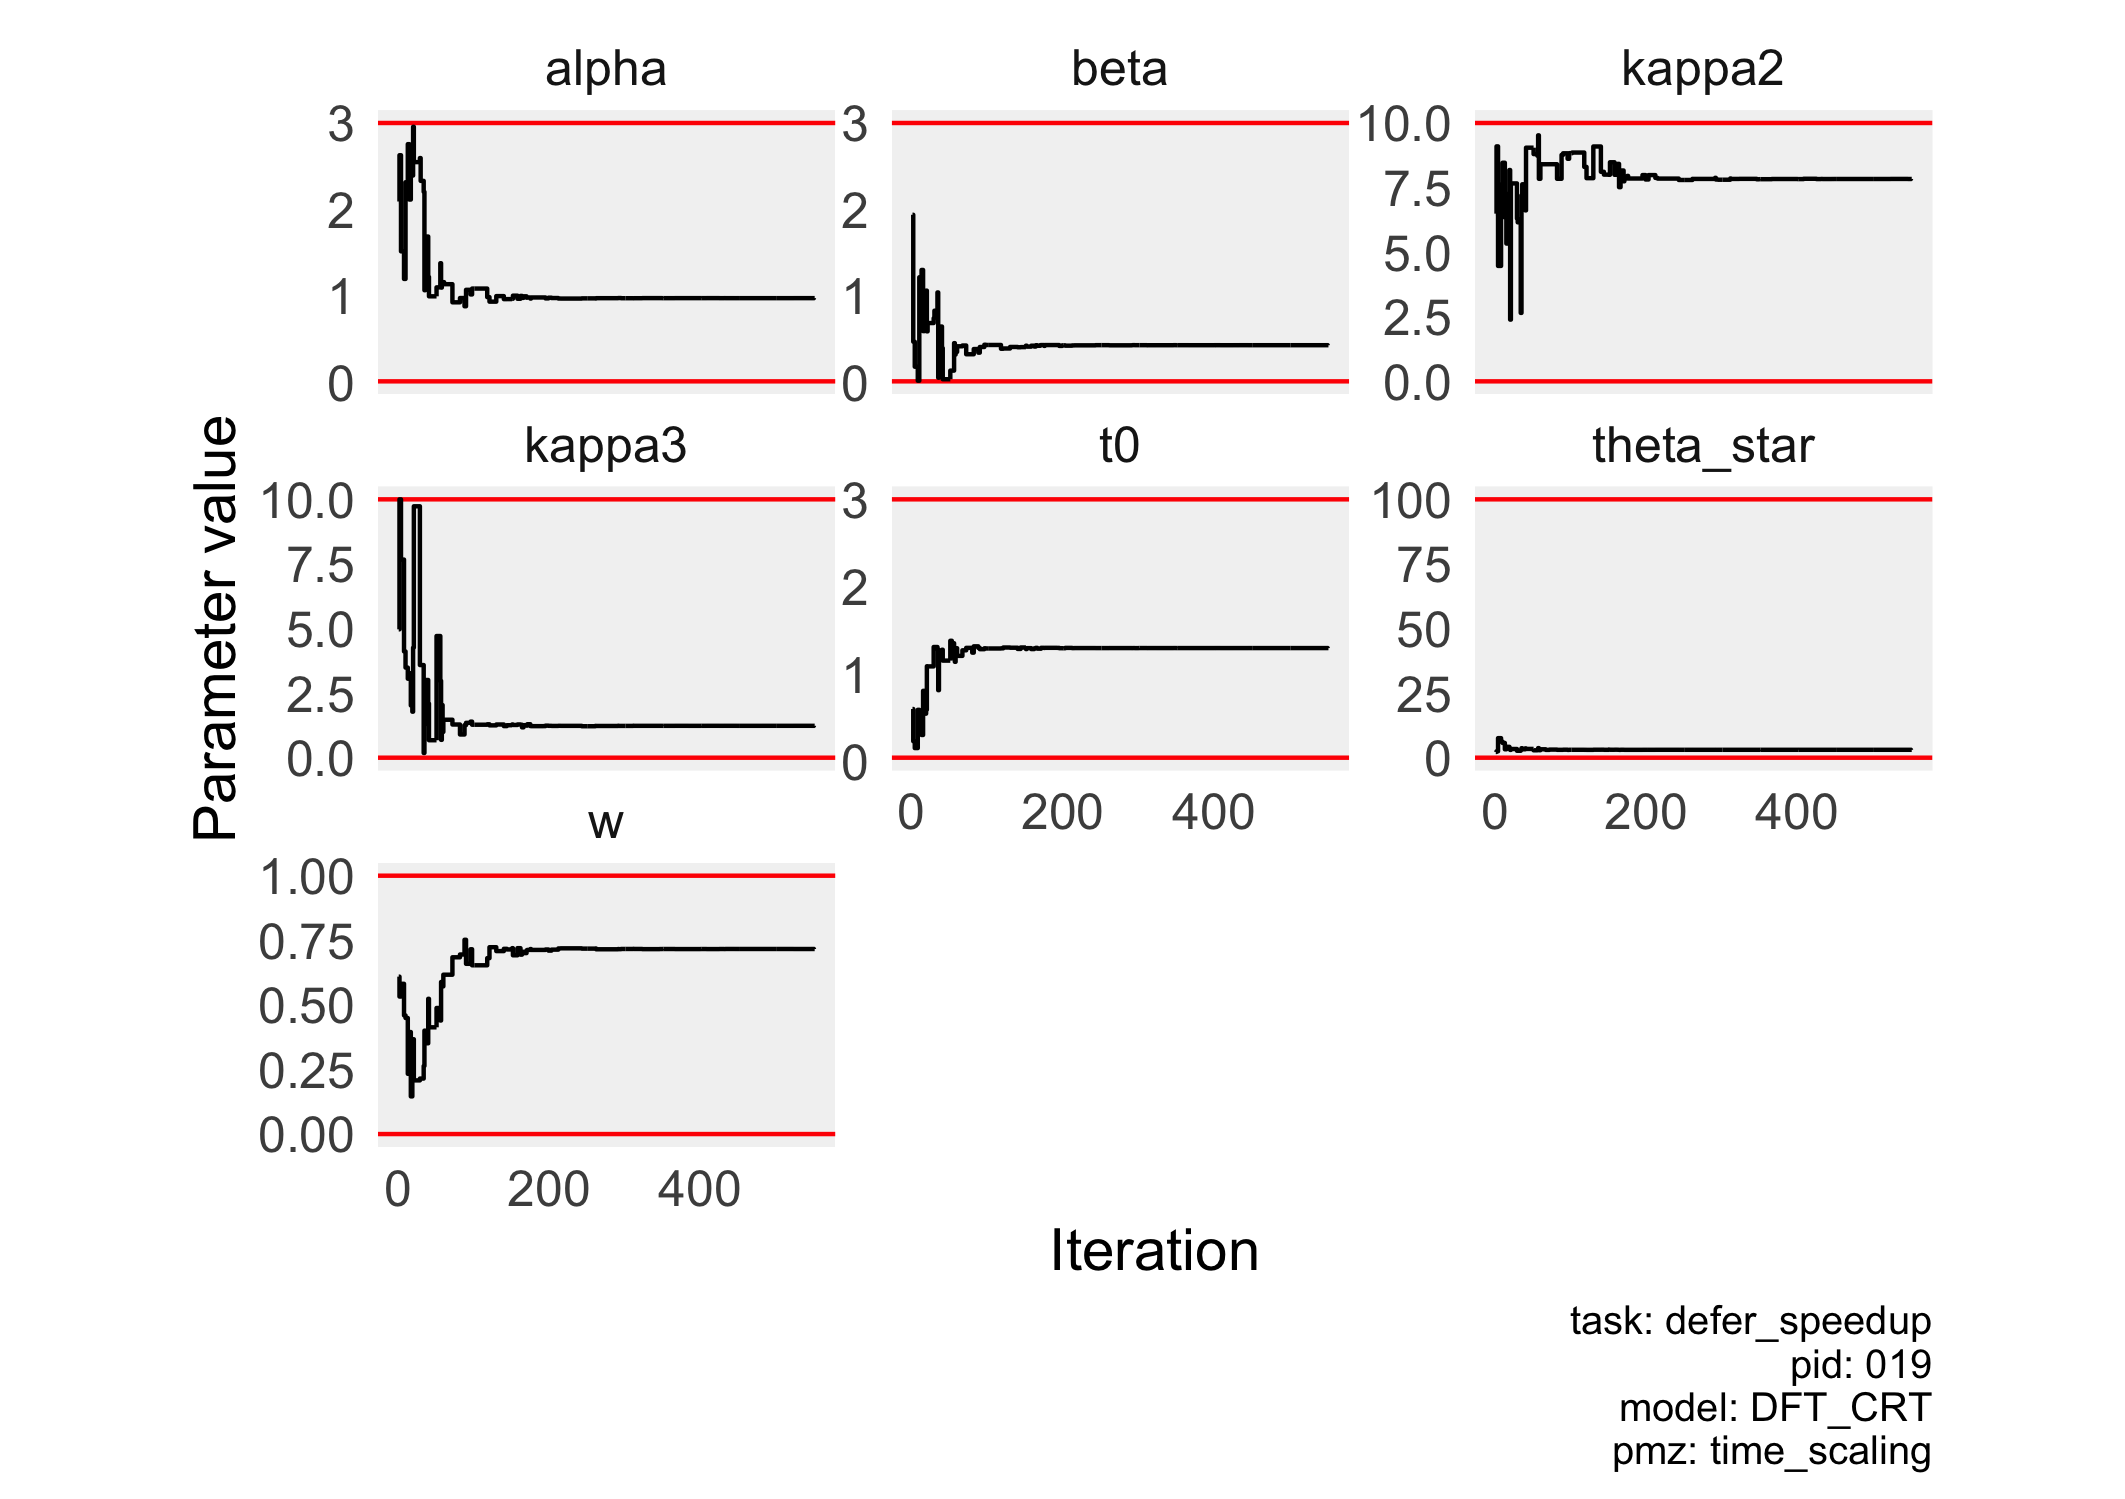 alpha
beta
kappa2
3
2
1
0
3
2
1
0
10.0
7.5
5.0
2.5
0.0
kappa3
t0
theta_star
10.0
7.5
5.0
2.5
0.0
3
2
1
0
100
75
50
25
0
0 200 400
0 200 400
w
1.00
0.75
0.50
0.25
0.00
0 200 400
Parameter value
Iteration
task: defer_speedup
pid: 019
model: DFT_CRT
pmz: time_scaling